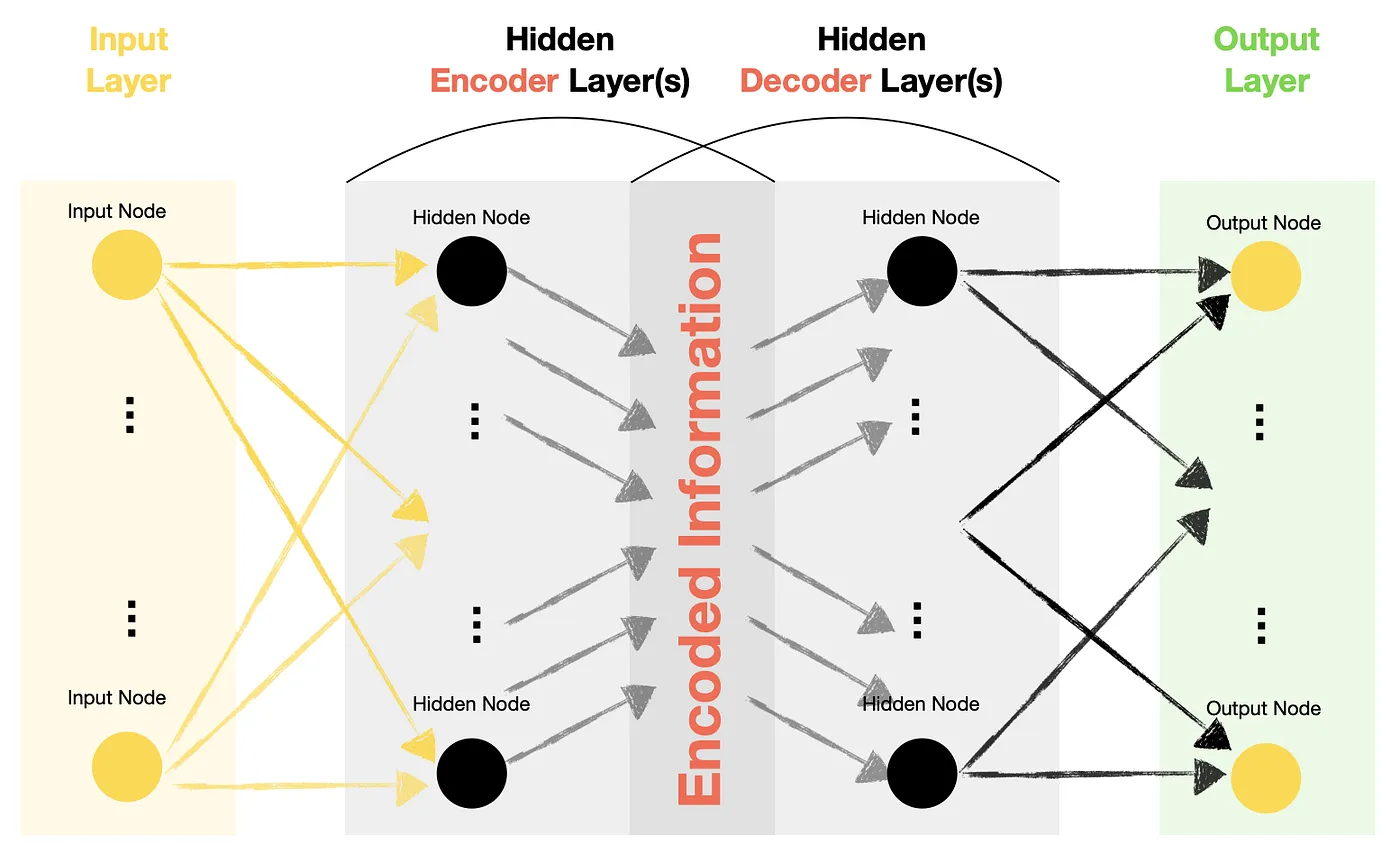 Input
Layer
Hidden
Encoder Layer(s)
Hidden
Decoder Layer(s)
Output
Layer
Input Node
Hidden Node
Hidden Node
Output Node
Encoded Information
Input Node
Hidden Node
Hidden Node
Output Node